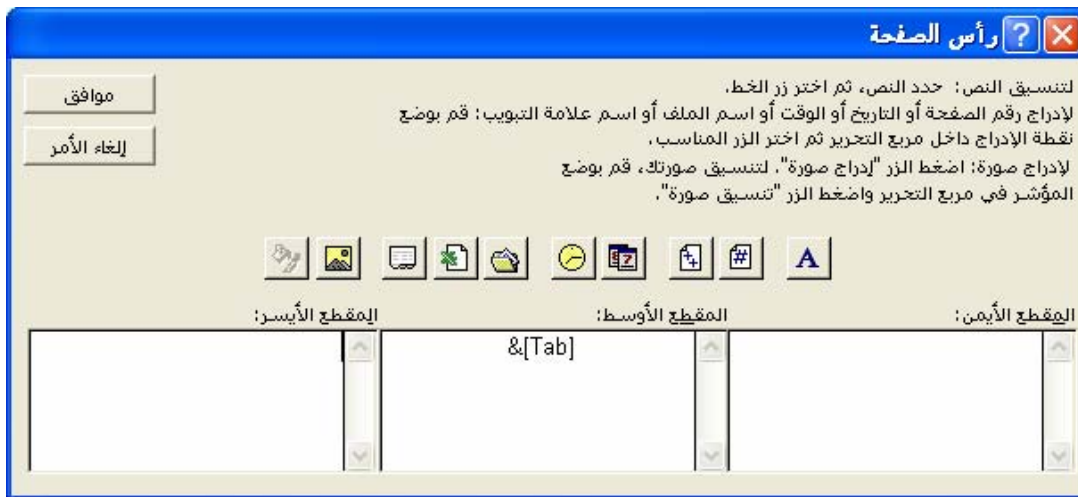 رأس الصفحة
لتنسيق النص: حدد النص، ثم اختر زر الخط.
لإدراج رقم الصفحة أو التاريخ أو الوقت أو اسم الملف أو اسم علامة التبويب: قم بوضع
نقطة الإدراج داخل مربع التحرير ثم اختر الزر المناسب.
لإدراج صورة: اضغط الزر "إدراج صورة". لتنسيق صورتك، قم بوضع
المؤشر في مربع التحرير واضغط الزر "تنسيق صورة".
موافق
إلغاء الأمر
A
المقطع الأيمن:
المقطع الأوسط:
المقطع الأيسر:
&[Tab]